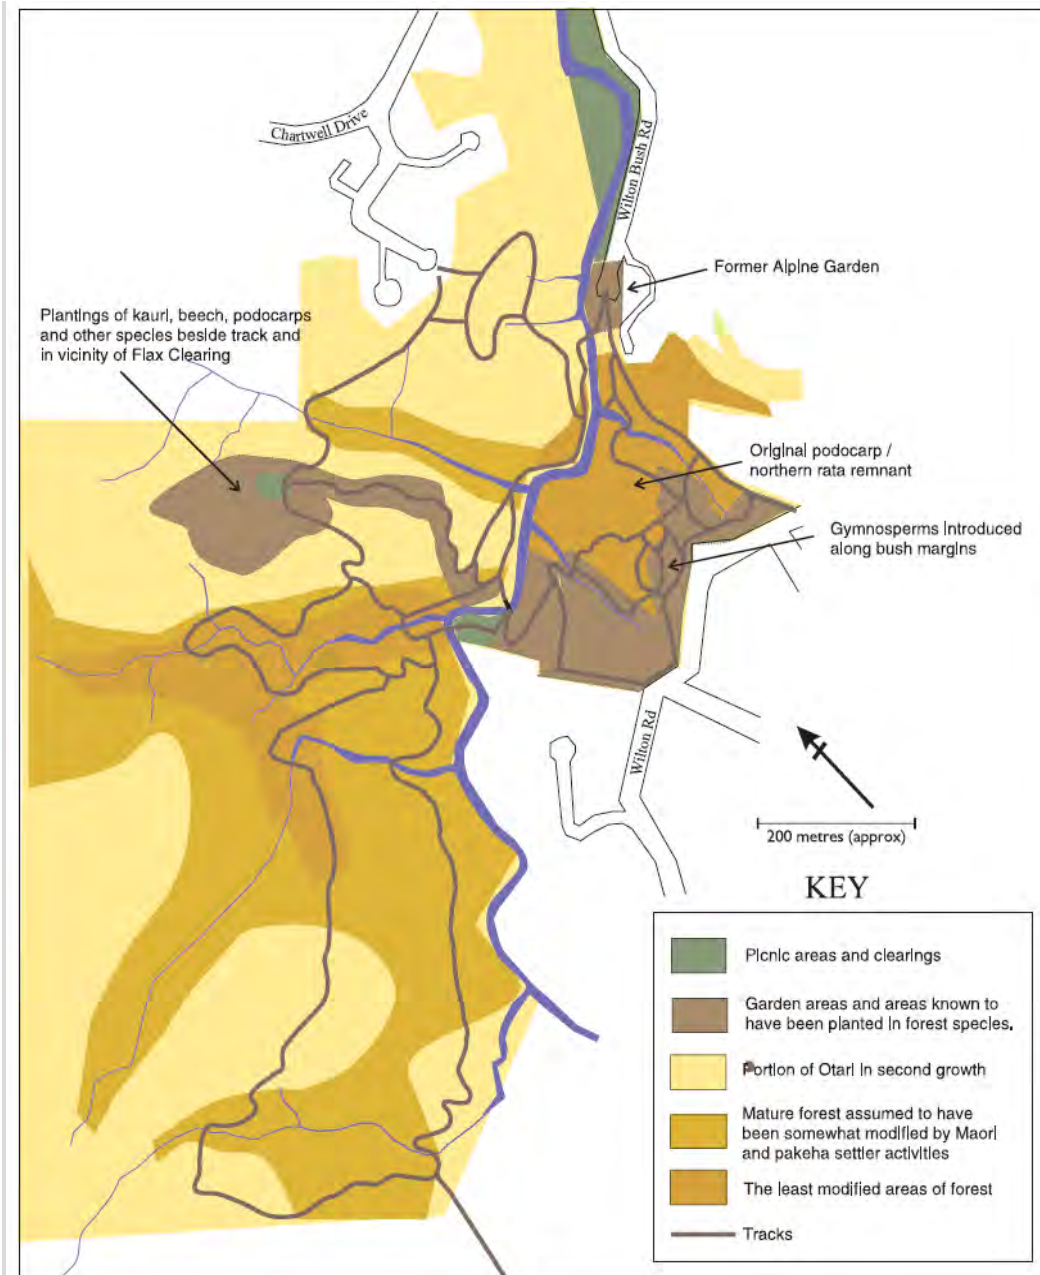 Chartwell Drive
Wilton Bush Rd
Former Alpine Garden
Plantings of kauri, beech, podocarps
and other species beside track and
in vicinity of Flax Clearing
Original podocarp /
northern rata remnant
Gymnosperms introduced
along bush margins
Wilton Rd
200 metres (approx)
KEY
Picnic areas and clearings
Garden areas and areas known to
have been planted in forest species.
Portion of Otari in second growth
Mature forest assumed to have
been somewhat modified by Maori
and pakeha settler activities
The least modified areas of forest
Tracks